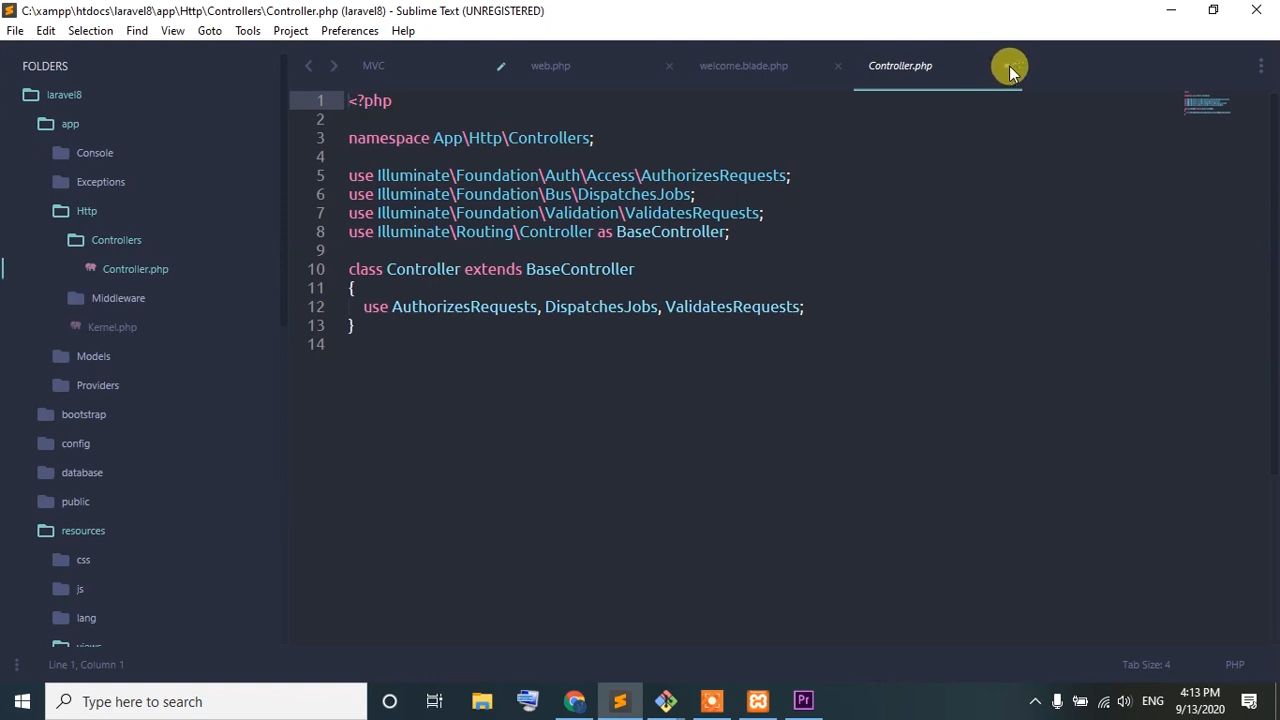 C:\xampp\htdocs\laravel8\app\Http\Controllers\Controller.php (laravel8) - Sublime Text (UNREGISTERED)
File Edit Selection Find View Goto Tools Project Preferences Help
FOLDERS
laravel8
app
Console
Exceptions
Http
Controllers
Controller.php
Middleware
Kernel.php
Models
Providers
bootstrap
config
database
public
resources
css
js
lang
views
MVC web.php welcome.blade.php Controller.php
1 <?php
2
3 namespace App\Http\Controllers;
4
5 use Illuminate\Foundation\Auth\Access\AuthorizesRequests;
6 use Illuminate\Foundation\Bus\DispatchesJobs;
7 use Illuminate\Foundation\Validation\ValidatesRequests;
8 use Illuminate\Routing\Controller as BaseController;
9
10 class Controller extends BaseController
11 {
12 use AuthorizesRequests, DispatchesJobs, ValidatesRequests;
13 }
14
Line 1, Column 1 Tab Size: 4 PHP
Type here to search
Pr
ENG
4:13 PM
9/13/2020